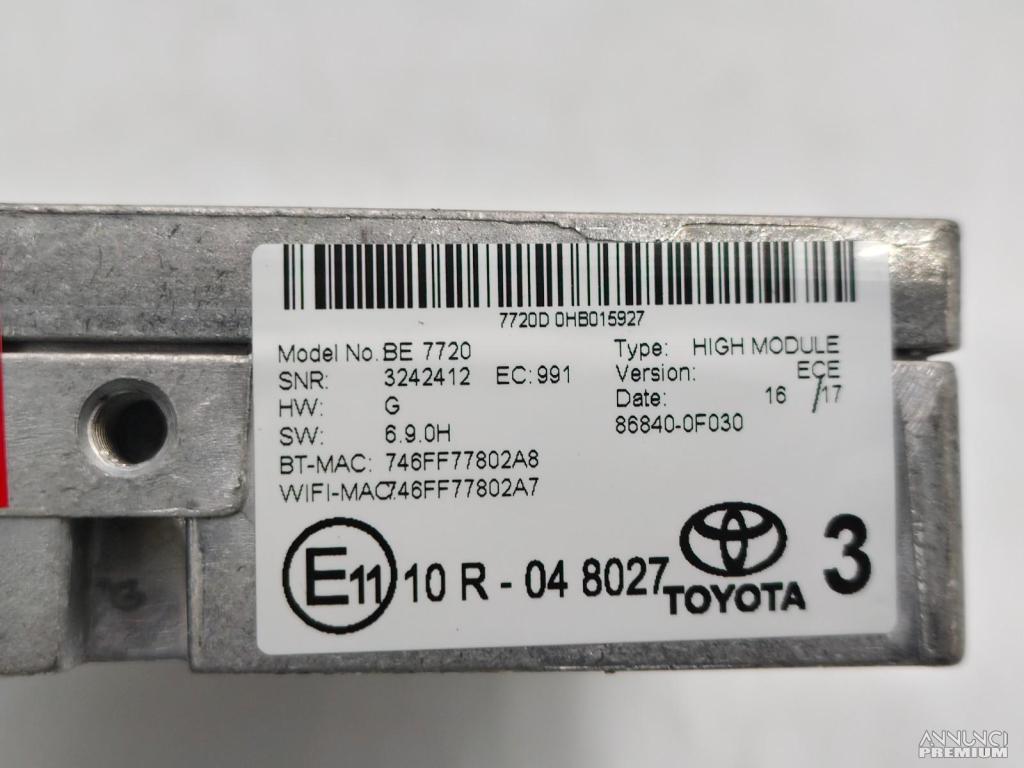 7720D 0HB015927
Model No. BE 7720
Type: HIGH MODULE
SNR: 3242412 EC: 991
Version: ECE
HW: G
Date: 16/17
SW: 6.9.0H
86840-0F030
BT-MAC: 746FF77802A8
WIFI-MAC: 746FF77802A7
E11 10 R - 04 8027
TOYOTA
3
ANNUNCI
PREMIUM